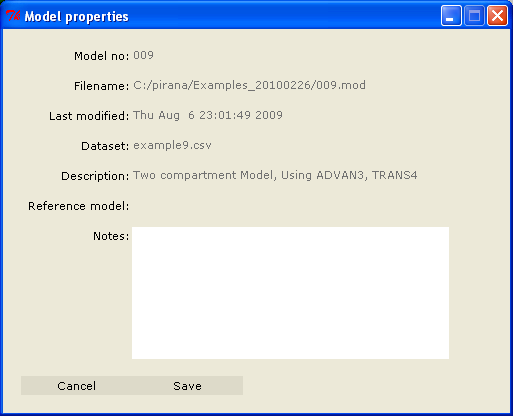 Model properties
Model no: 009
Filename: C:/pirana/Examples_20100226/009.mod
Last modified: Thu Aug  6 23:01:49 2009
Dataset: example9.csv
Description: Two compartment Model, Using ADVAN3, TRANS4
Reference model:
Notes:
Cancel Save